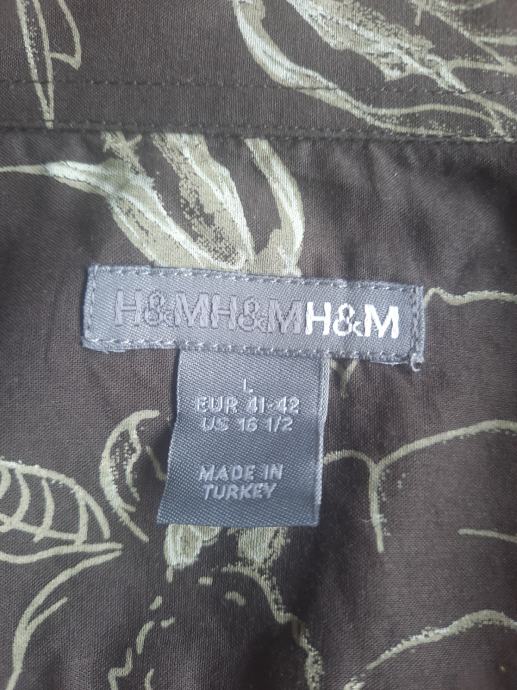 H&MH&MH&M
L
EUR 41-42
US 16 1/2
MADE IN
TURKEY